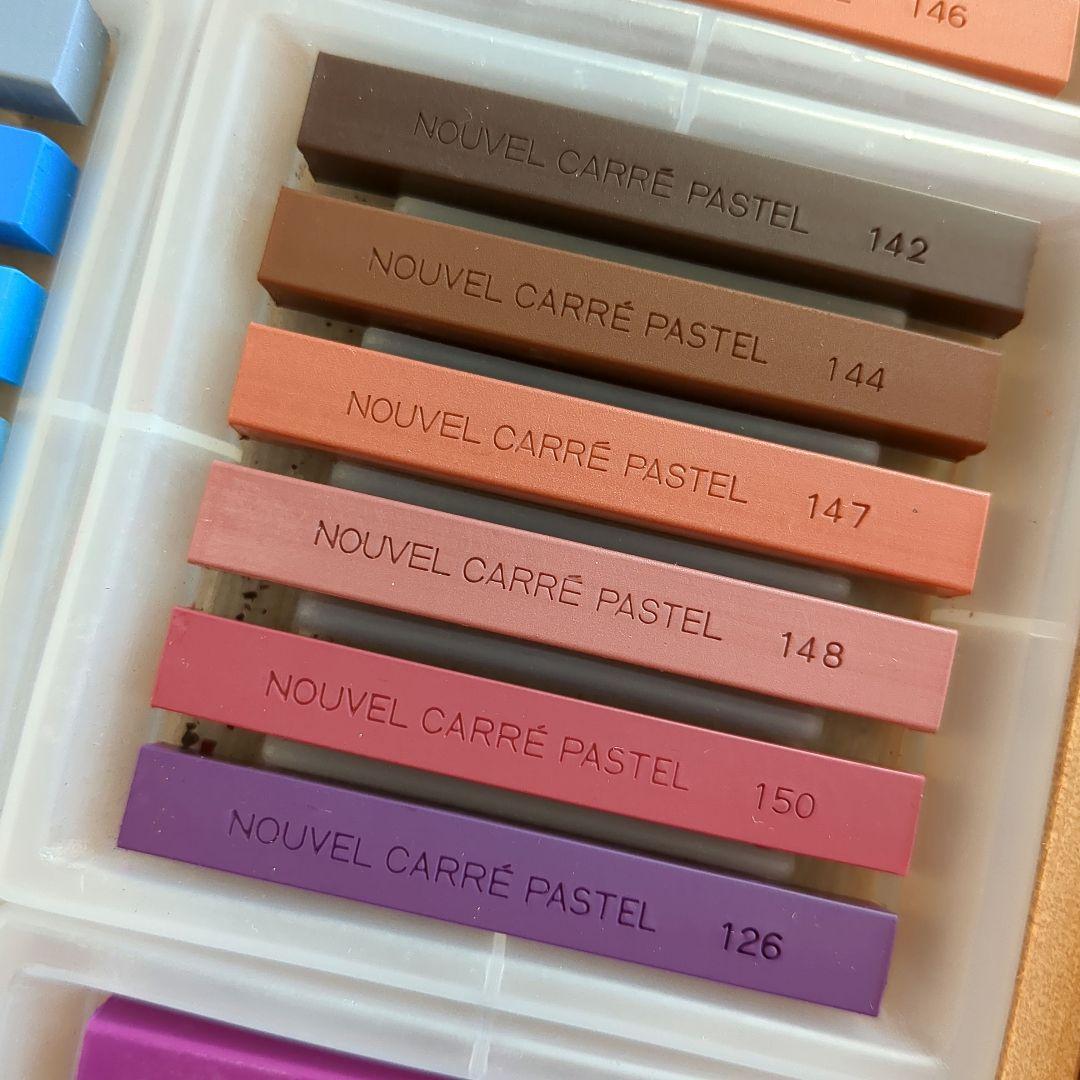 146
NOUVEL CARRÉ PASTEL 142
NOUVEL CARRÉ PASTEL 144
NOUVEL CARRÉ PASTEL 147
NOUVEL CARRÉ PASTEL 148
NOUVEL CARRÉ PASTEL 150
NOUVEL CARRÉ PASTEL 126